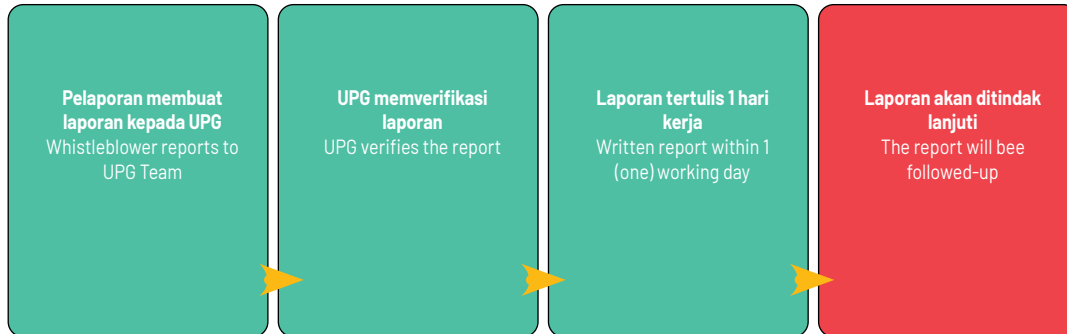 Pelaporan membuat
laporan kepada UPG
Whistleblower reports to
UPG Team
UPG memverifikasi
laporan
UPG verifies the report
Laporan tertulis 1 hari
kerja
Written report within 1
(one) working day
Laporan akan ditindak
lanjuti
The report will bee
followed-up